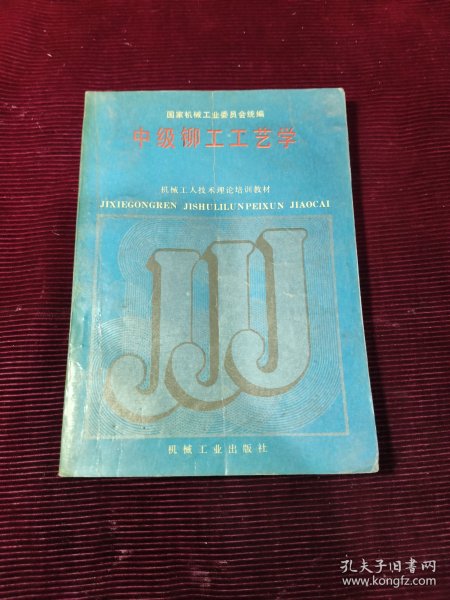 国家机械工业委员会统编
中级铆工工艺学
机械工人技术理论培训教材
JIXIEGONGREN JISHULILUNPEIXUN JIAOCAI
JJJ
机械工业出版社
孔夫子旧书网
www.kongfz.com